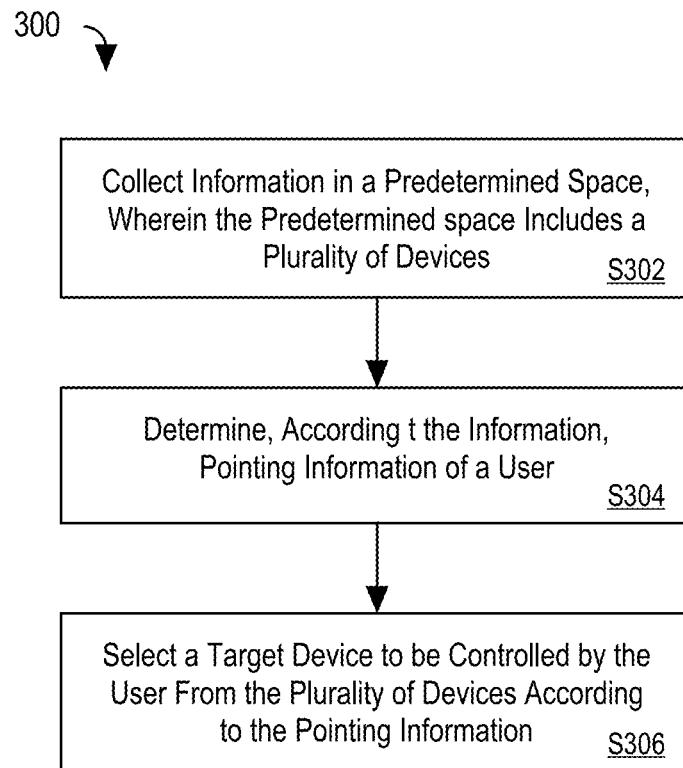 300
Collect Information in a Predetermined Space,
Wherein the Predetermined space Includes a
Plurality of Devices
S302
Determine, According t the Information,
Pointing Information of a User
S304
Select a Target Device to be Controlled by the
User From the Plurality of Devices According
to the Pointing Information
S306